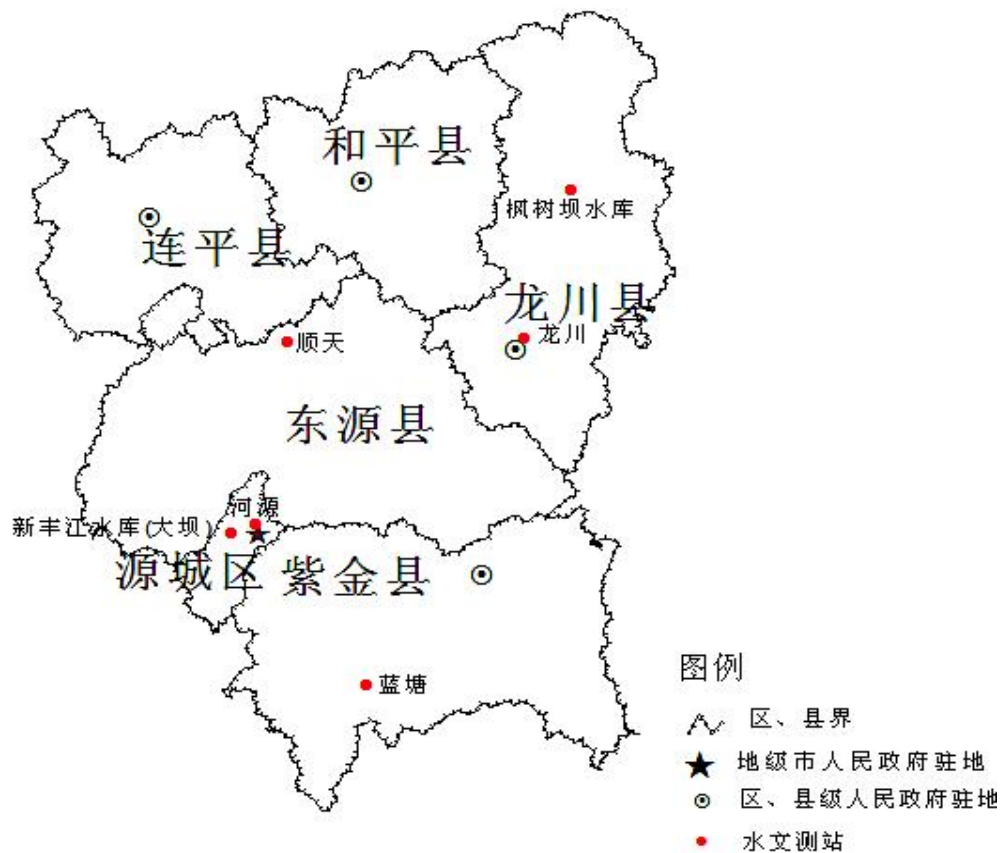 和平县
枫树坝水库
连平县
龙川县
龙川
顺天
东源县
河源
新丰江水库(大坝)
源城区
紫金县
蓝塘
图例
区、县界
地级市人民政府驻地
区、县级人民政府驻地
水文测站